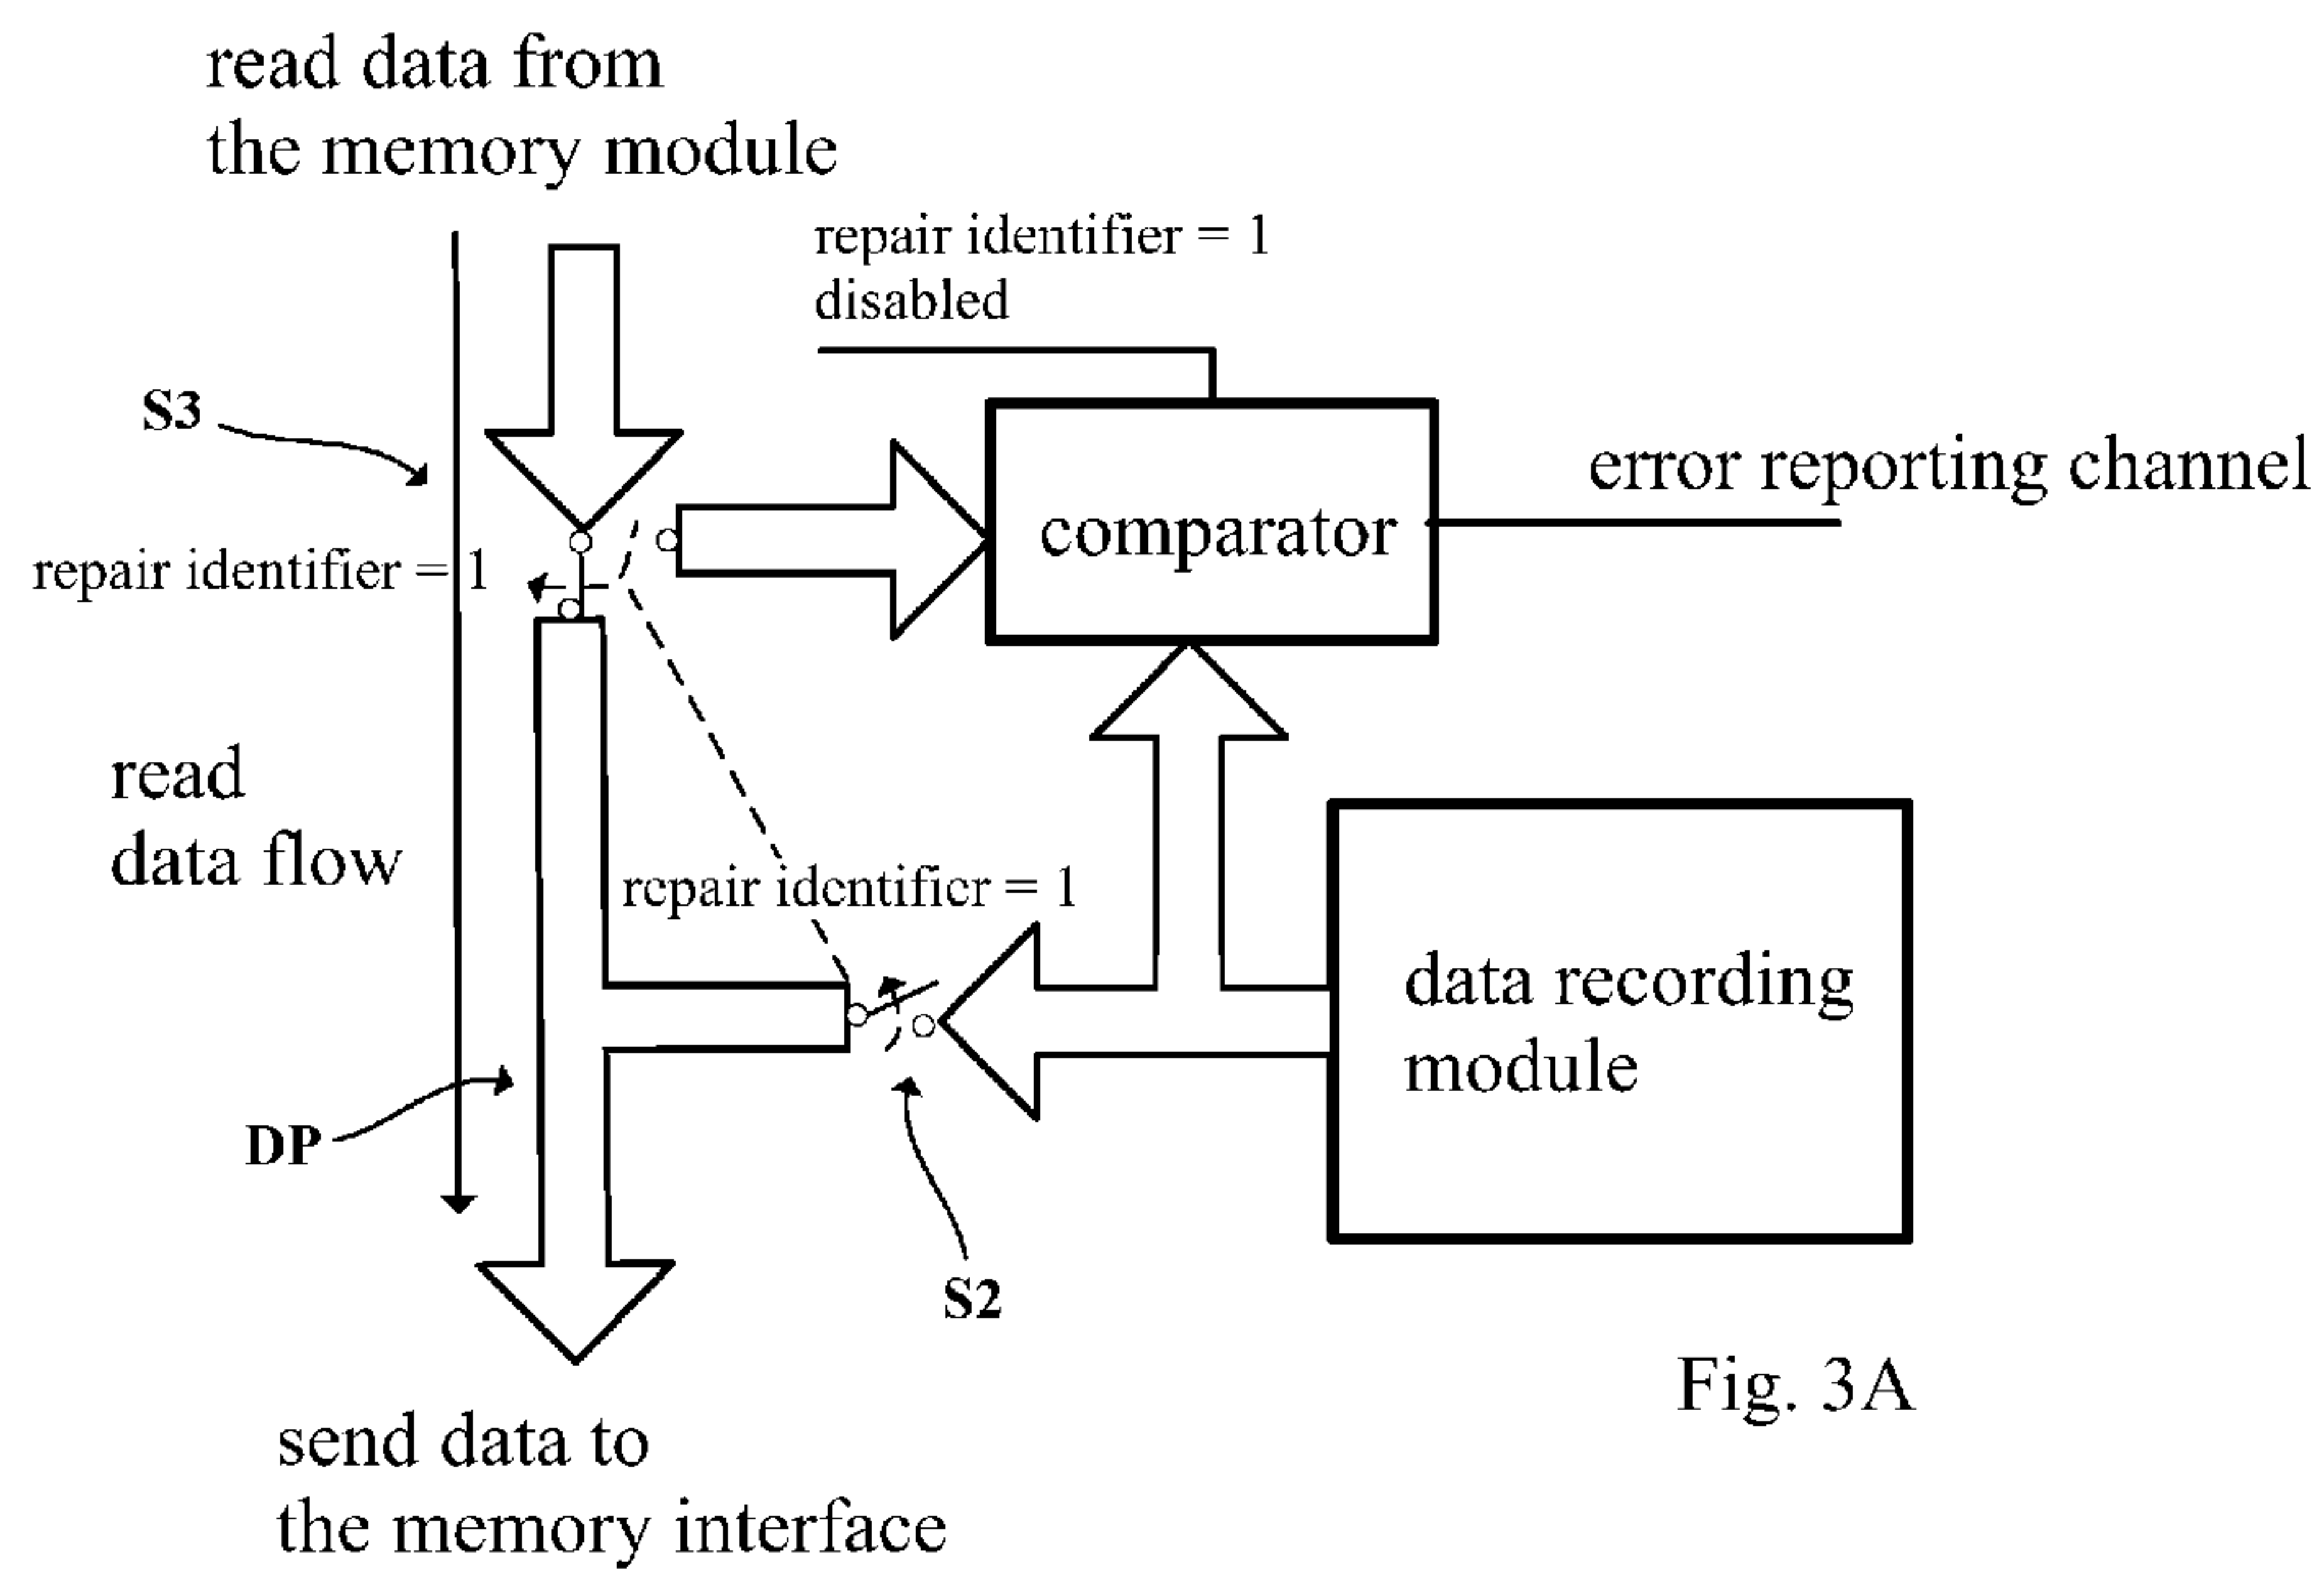 read data from
the memory module
repair identifier = 1
disabled
S3
error reporting channel
comparator
repair identifier = 1
read
data flow
repair identifier = 1
data recording
module
DP
S2
Fig. 3A
send data to
the memory interface